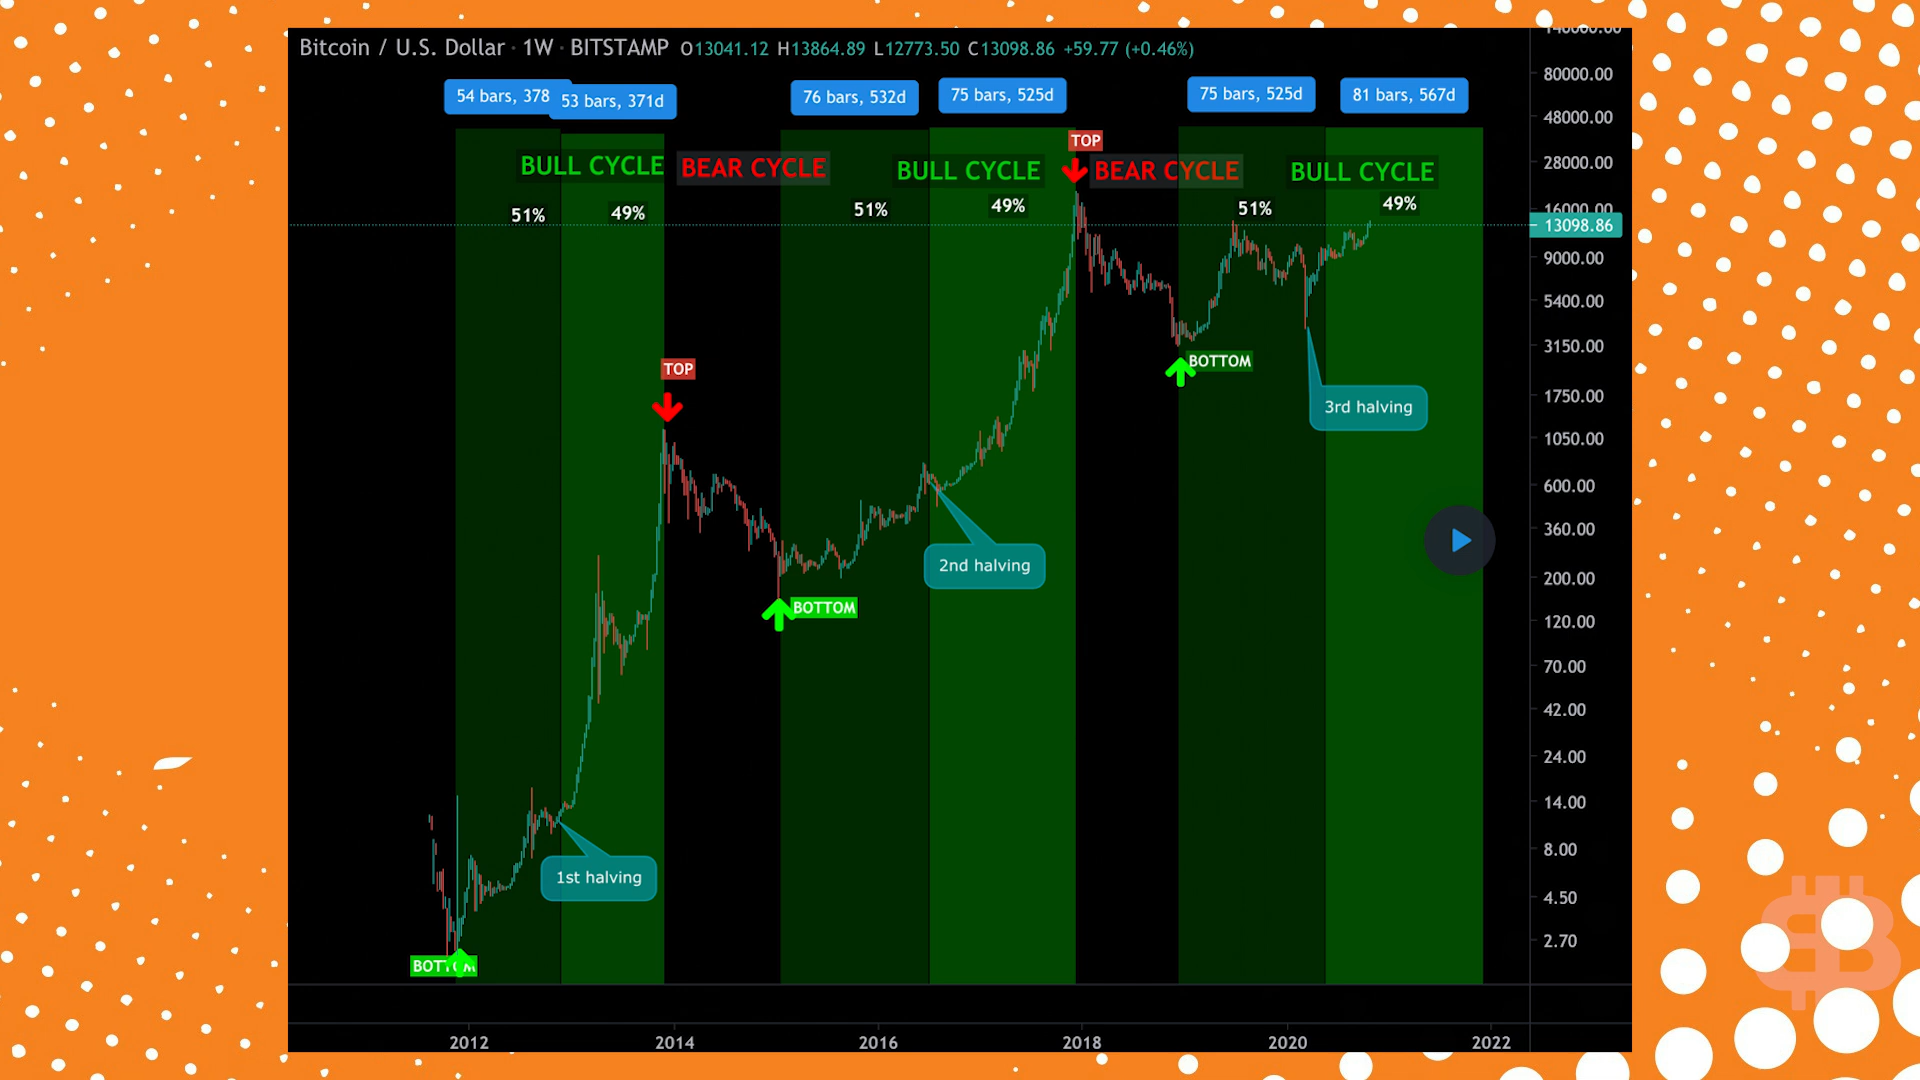 Bitcoin / U.S. Dollar · 1W · BITSTAMP O13041.12 H13864.89 L12773.50 C13098.86 +59.77 (+0.46%)
54 bars, 378
53 bars, 371d
76 bars, 532d
75 bars, 525d
75 bars, 525d
81 bars, 567d
BULL CYCLE
BEAR CYCLE
BULL CYCLE
TOP
BEAR CYCLE
BULL CYCLE
51%
49%
51%
49%
51%
49%
TOP
BOTTOM
3rd halving
2nd halving
BOTTOM
1st halving
BOTTOM
140000.00
80000.00
48000.00
28000.00
16000.00
13098.86
9000.00
5400.00
3150.00
1750.00
1050.00
600.00
360.00
200.00
120.00
70.00
42.00
24.00
14.00
8.00
4.50
2.70
2012
2014
2016
2018
2020
2022